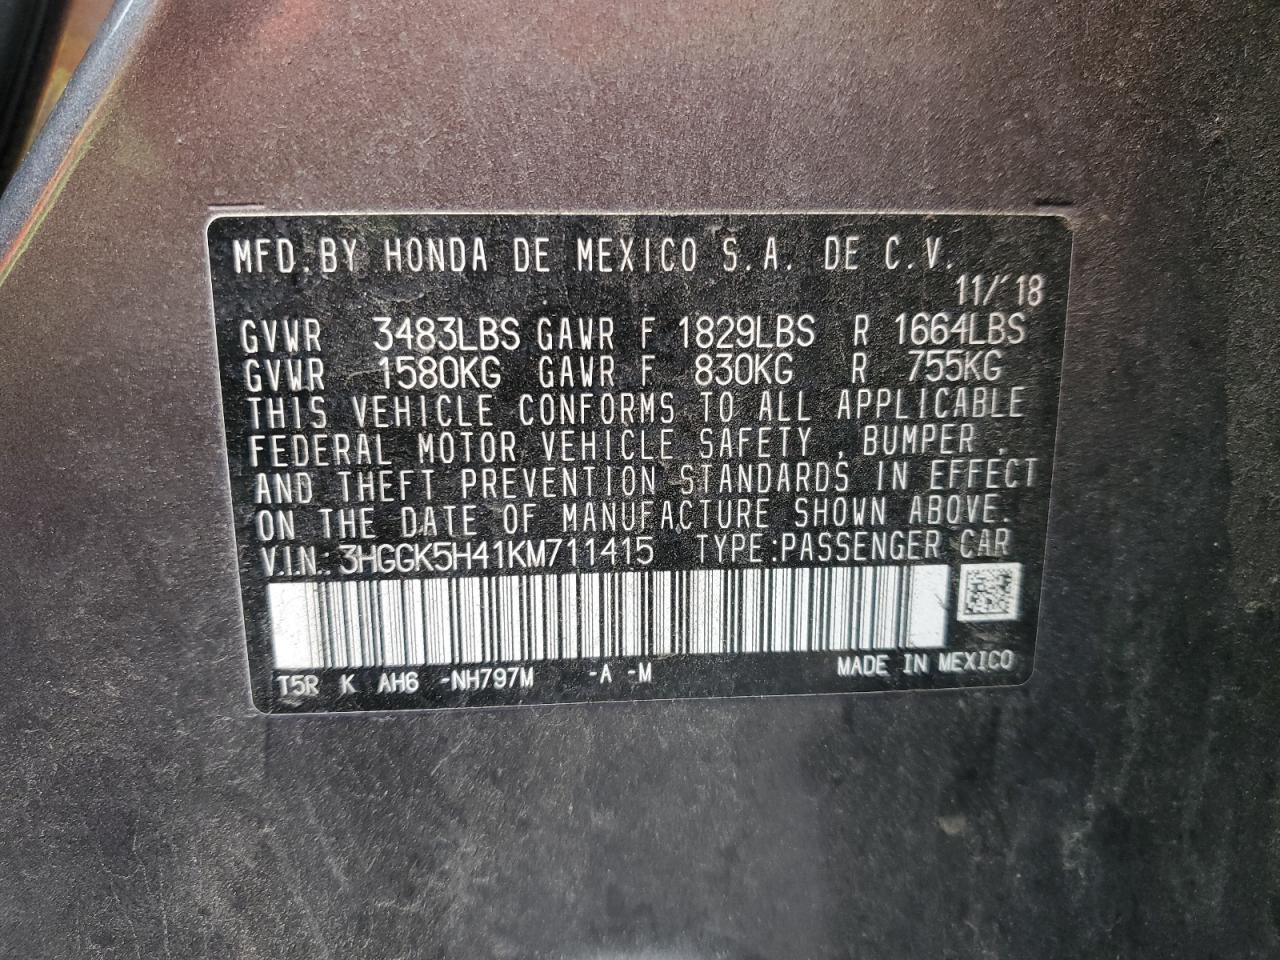 MFD. BY HONDA DE MEXICO S.A. DE C.V.
11/'18
GVWR 3483LBS GAWR F 1829LBS R 1664LBS
GVWR 1580KG GAWR F 830KG R 755KG
THIS VEHICLE CONFORMS TO ALL APPLICABLE
FEDERAL MOTOR VEHICLE SAFETY , BUMPER ,
AND THEFT PREVENTION STANDARDS IN EFFECT
ON THE DATE OF MANUFACTURE SHOWN ABOVE.
V.I.N.:3HGGK5H41KM711415 TYPE:PASSENGER CAR
T5R K AH6 -NH797M -A -M MADE IN MEXICO